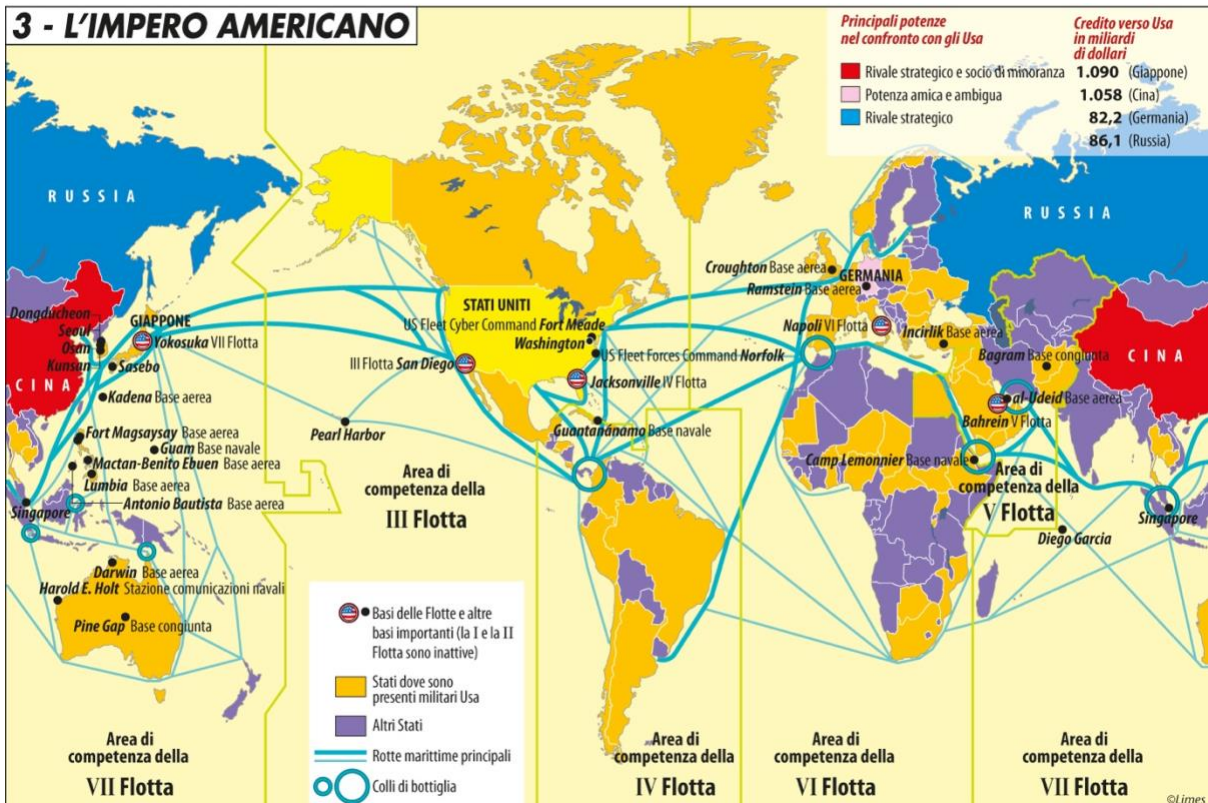 3 - L'IMPERO AMERICANO
Principali potenze
nel confronto con gli Usa
Credito verso Usa
in miliardi
di dollari
Rivale strategico e socio di minoranza
1.090 (Giappone)
Potenza amica e ambigua
1.058 (Cina)
Rivale strategico
82,2 (Germania)
86,1 (Russia)
RUSSIA
RUSSIA
Croughton Base aerea
GERMANIA
Ramstein Base aerea
Dongducheon
Seoul
Osan
Kunsan
GIAPPONE
Yokosuka VII Flotta
Sasebo
CINA
Kadena Base aerea
STATI UNITI
US Fleet Cyber Command Fort Meade
Washington
US Fleet Forces Command Norfolk
III Flotta San Diego
Jacksonville IV Flotta
Napoli VI Flotta
Incirlik Base aerea
Bagram Base congiunta
CINA
al-Udeid Base aerea
Bahrein V Flotta
Fort Magsaysay Base aerea
Guam Base navale
Mactan-Benito Ebuen Base aerea
Lumbia Base aerea
Antonio Bautista Base aerea
Singapore
Pearl Harbor
Guantánamo Base navale
Camp Lemonnier Base navale
Area di
competenza della
III Flotta
Area di
competenza della
V Flotta
Singapore
Diego Garcia
Darwin Base aerea
Harold E. Holt Stazione comunicazioni navali
Pine Gap Base congiunta
Basi delle Flotte e altre
basi importanti (la I e la II
Flotta sono inattive)
Stati dove sono
presenti militari Usa
Altri Stati
Rotte marittime principali
Colli di bottiglia
Area di
competenza della
VII Flotta
Area di
competenza della
IV Flotta
Area di
competenza della
VI Flotta
Area di
competenza della
VII Flotta
©Limes